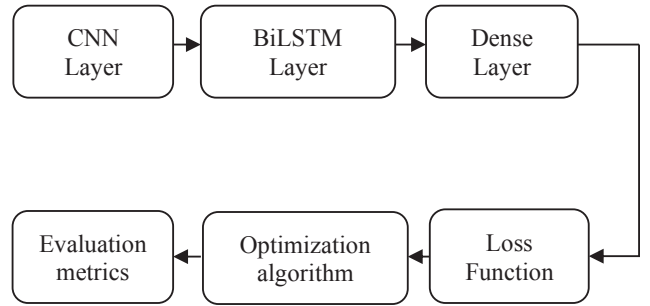 CNN
Layer
BiLSTM
Layer
Dense
Layer
Evaluation
metrics
Optimization
algorithm
Loss
Function